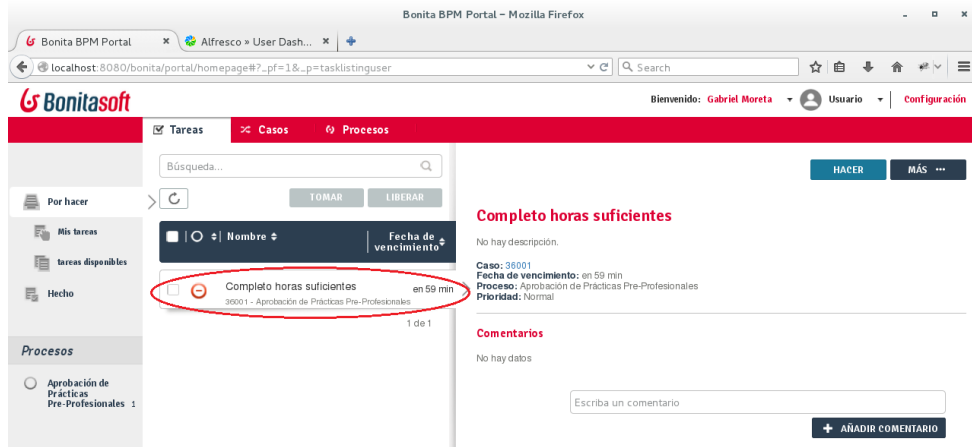 Bonita BPM Portal - Mozilla Firefox
Bonita BPM Portal
Alfresco » User Dash...
localhost:8080/bonita/portal/homepage#?_pf=1&_p=tasklistinguser
Search
Bonitasoft
Bienvenido: Gabriel Moreta
Usuario
Configuración
Tareas
Casos
Procesos
Por hacer
Mis tareas
tareas disponibles
Hecho
Procesos
Aprobación de
Prácticas
Pre-Profesionales 1
Búsqueda...
TOMAR
LIBERAR
Nombre
Fecha de
vencimiento
Completo horas suficientes
en 59 min
36001 - Aprobación de Prácticas Pre-Profesionales
1 de 1
HACER
MÁS ···
Completo horas suficientes
No hay descripción.
Caso: 36001
Fecha de vencimiento: en 59 min
Proceso: Aprobación de Prácticas Pre-Profesionales
Prioridad: Normal
Comentarios
No hay datos
Escriba un comentario
+ AÑADIR COMENTARIO